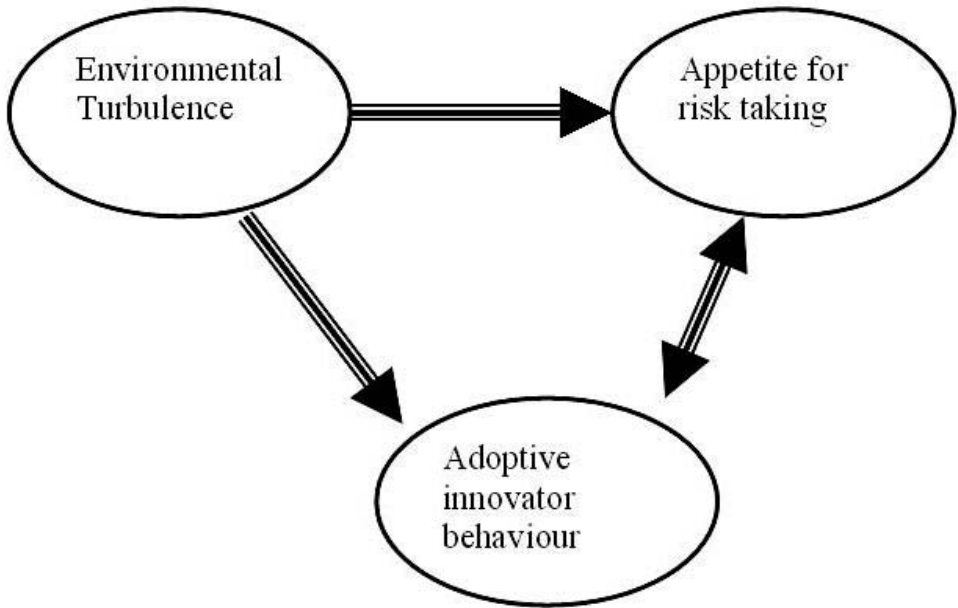 Environmental
Turbulence
Appetite for
risk taking
Adoptive
innovator
behaviour